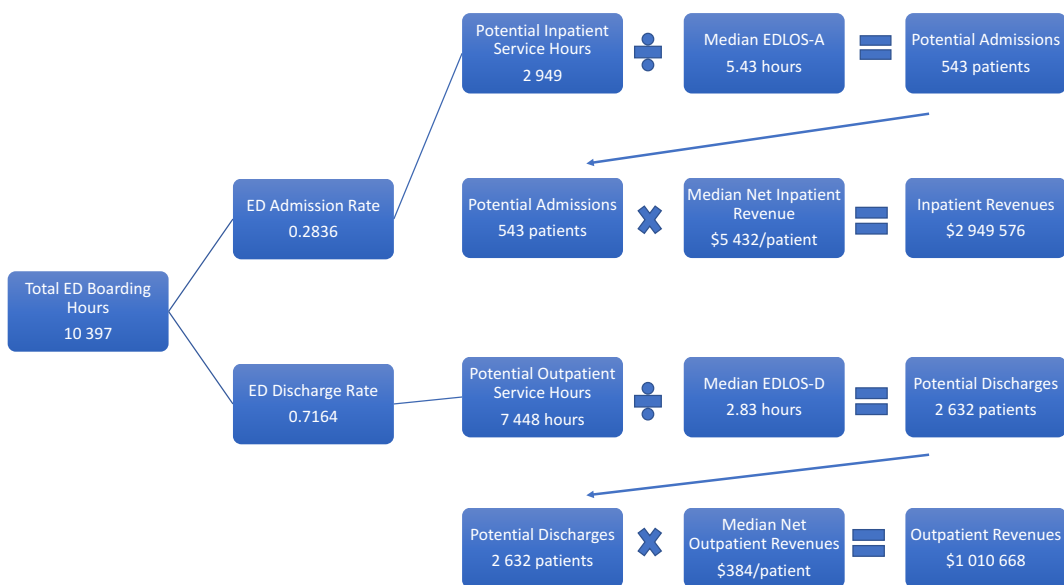 Potential Inpatient
Service Hours
2 949
Median EDLOS-A
5.43 hours
Potential Admissions
543 patients
ED Admission Rate
0.2836
Potential Admissions
543 patients
Median Net Inpatient
Revenue
$5 432/patient
Inpatient Revenues
$2 949 576
Total ED Boarding
Hours
10 397
ED Discharge Rate
0.7164
Potential Outpatient
Service Hours
7 448 hours
Median EDLOS-D
2.83 hours
Potential Discharges
2 632 patients
Potential Discharges
2 632 patients
Median Net
Outpatient Revenues
$384/patient
Outpatient Revenues
$1 010 668